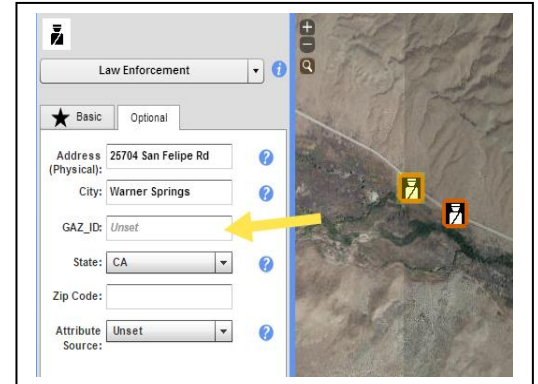 Law Enforcement
Basic
Optional
Address (Physical): 25704 San Felipe Rd
City: Warner Springs
GAZ_ID: Unset
State: CA
Zip Code:
Attribute Source: Unset